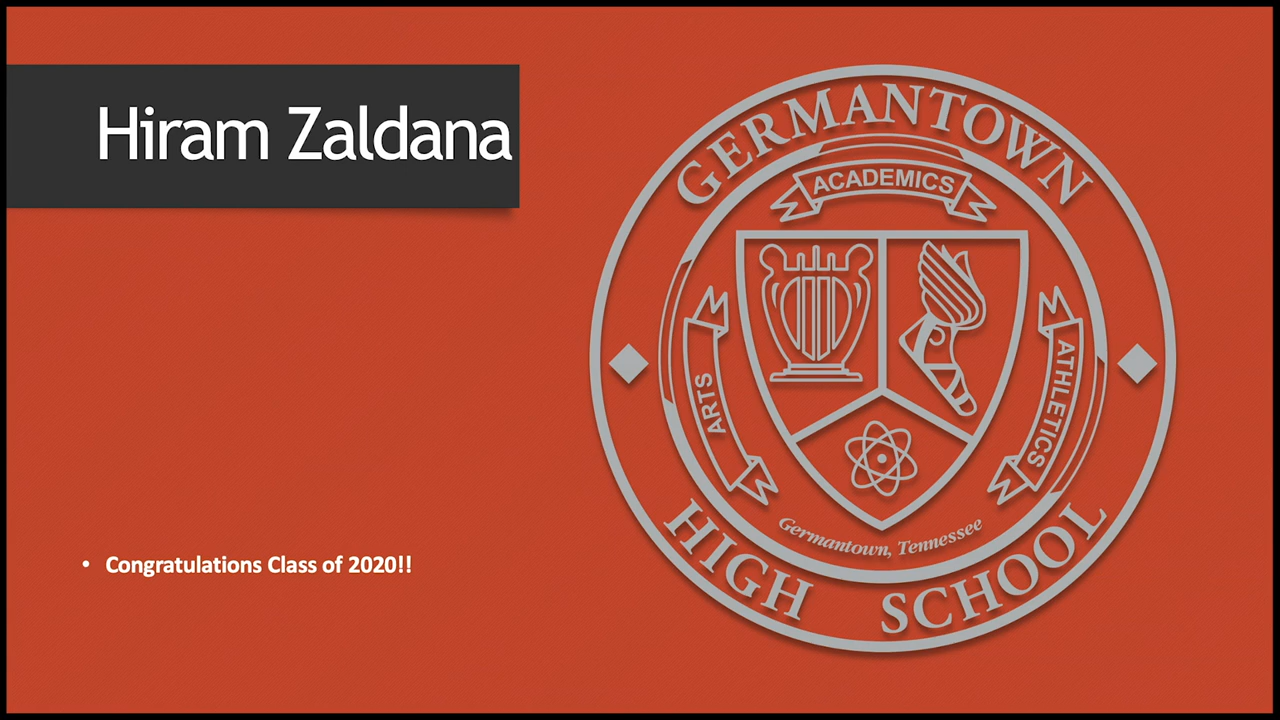 Hiram Zaldana
• Congratulations Class of 2020!!
GERMANTOWN
ACADEMICS
ARTS
ATHLETICS
Germantown, Tennessee
HIGH SCHOOL